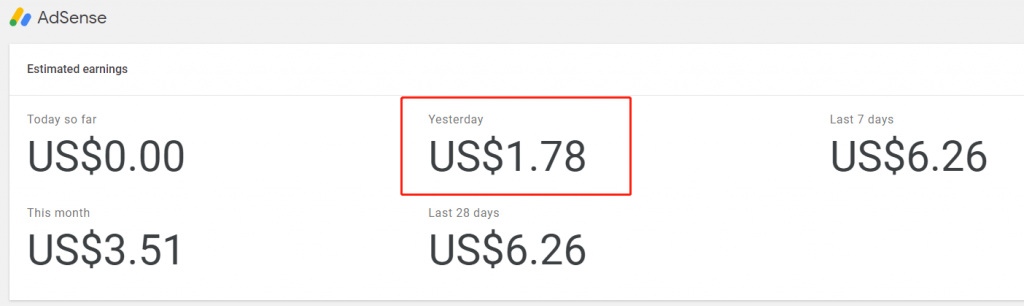 AdSense
Estimated earnings
Today so far
US$0.00
Yesterday
US$1.78
Last 7 days
US$6.26
This month
US$3.51
Last 28 days
US$6.26